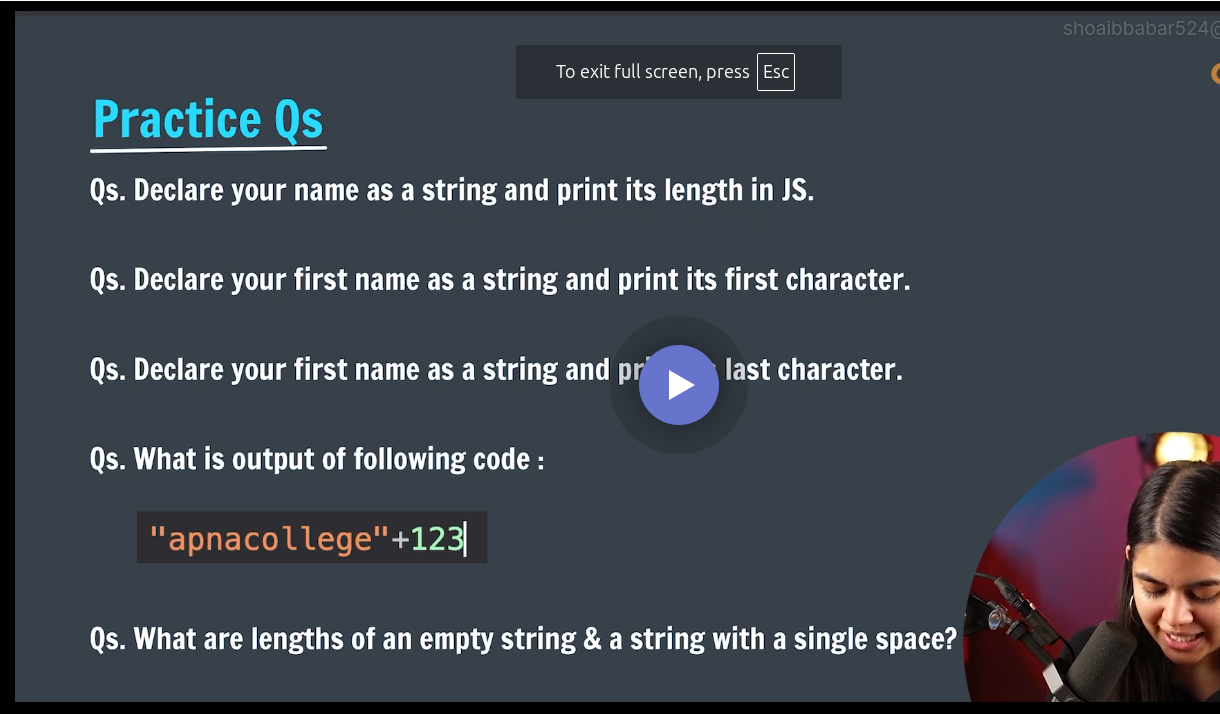 shoaibbabar524@
To exit full screen, press Esc
Practice Qs
Qs. Declare your name as a string and print its length in JS.
Qs. Declare your first name as a string and print its first character.
Qs. Declare your first name as a string and last character.
Qs. What is output of following code :
"apnacollege"+123
Qs. What are lengths of an empty string & a string with a single space?